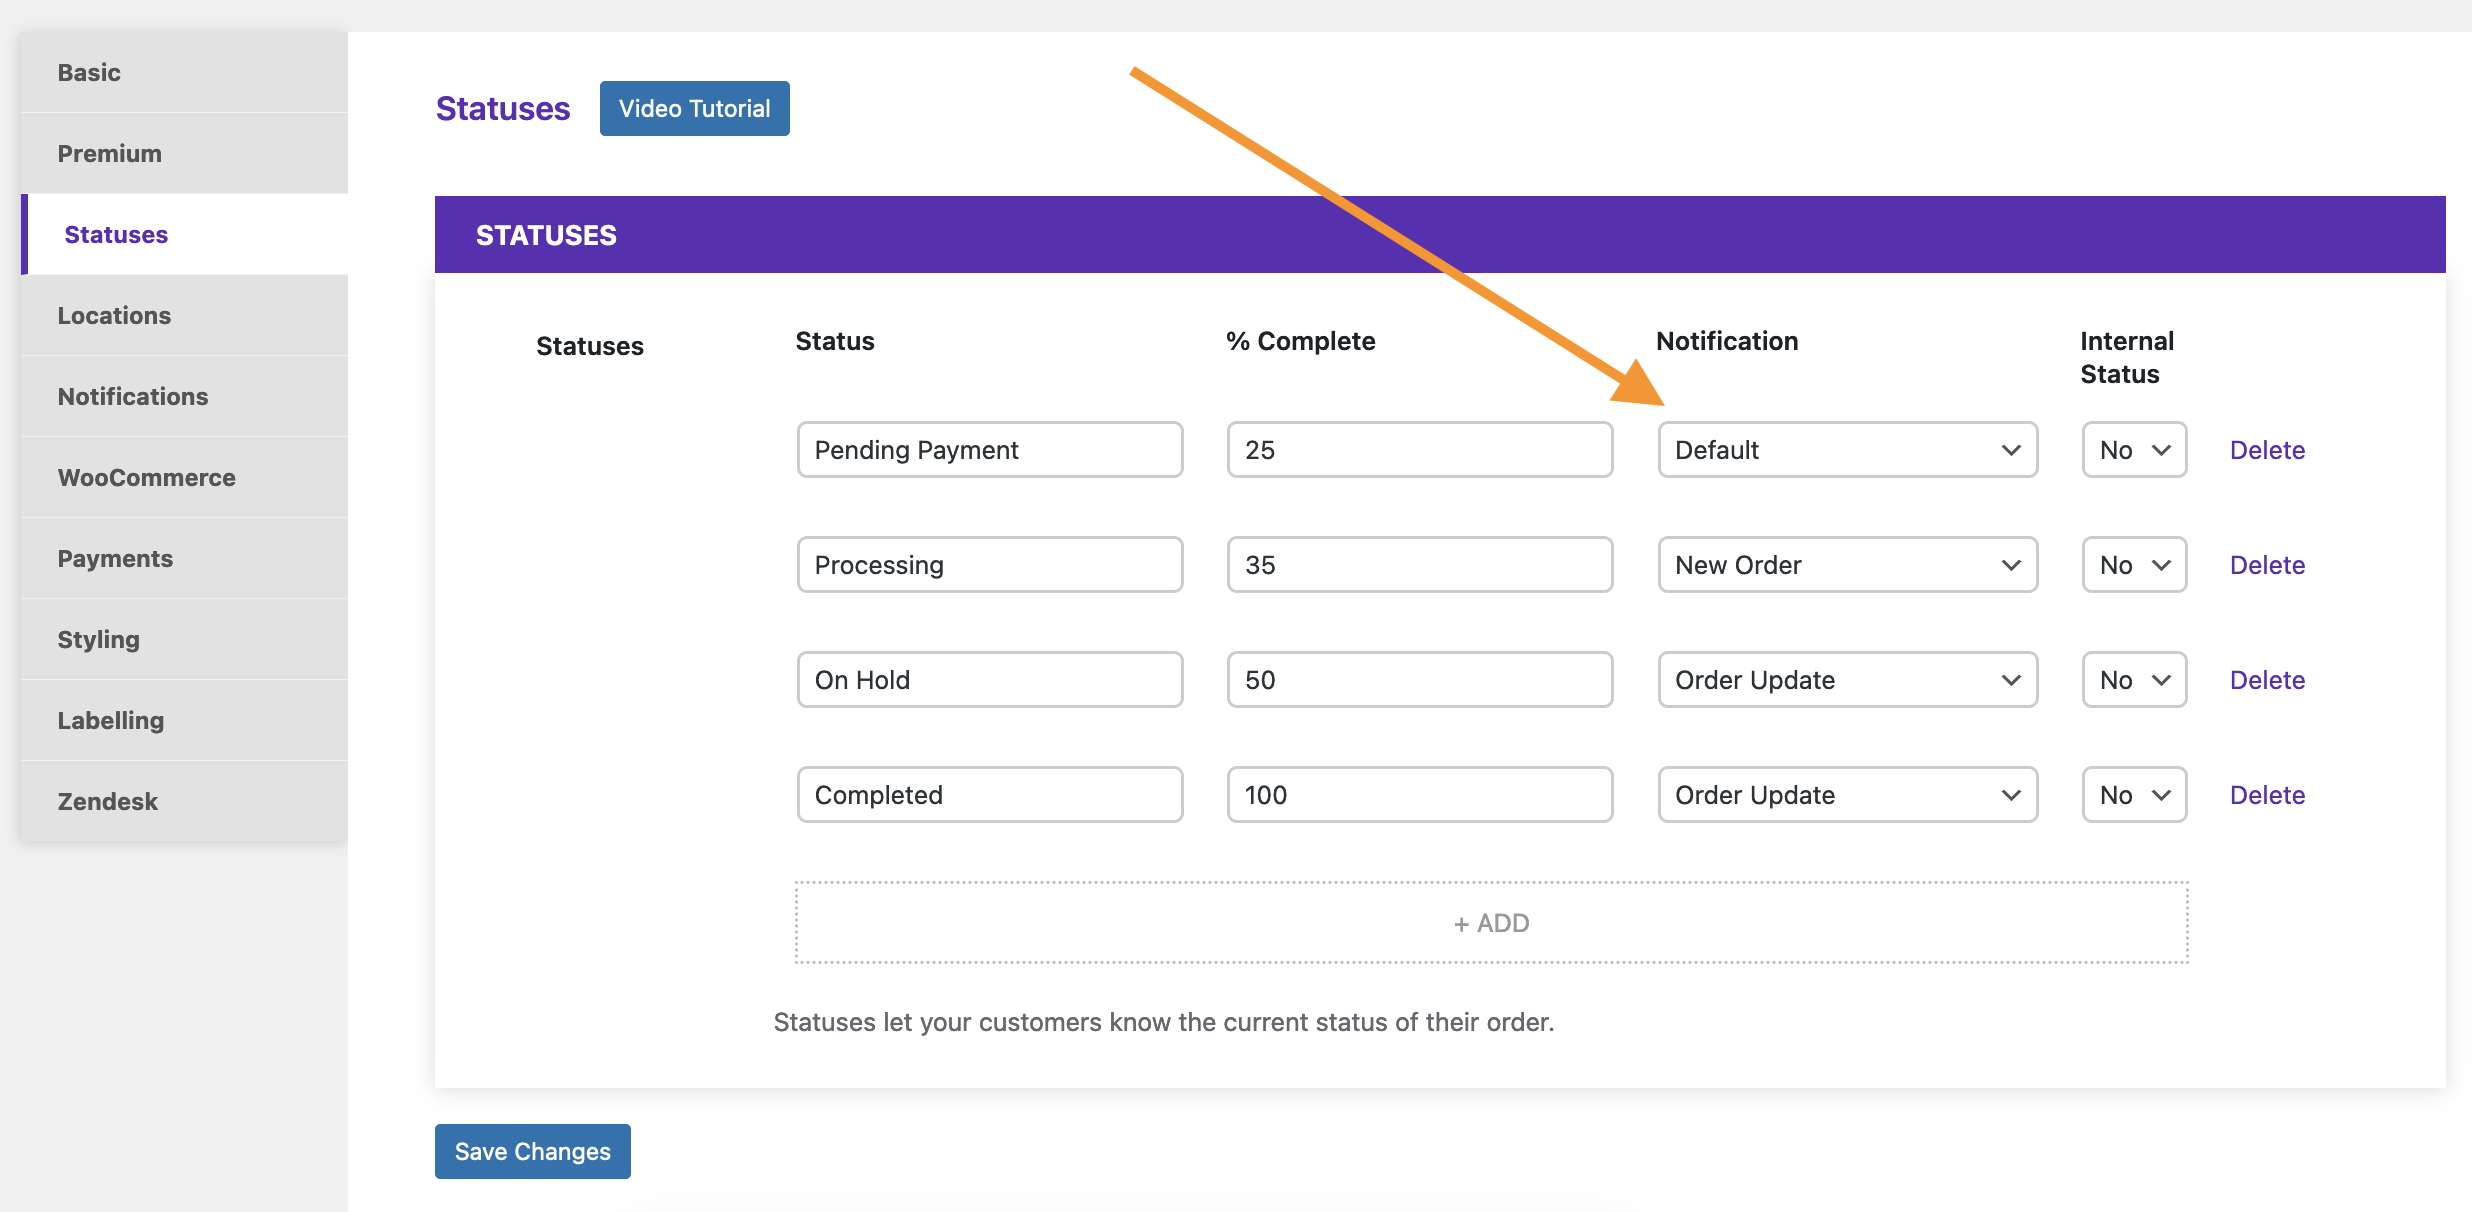 Basic
Premium
Statuses
Locations
Notifications
WooCommerce
Payments
Styling
Labelling
Zendesk
Statuses
Video Tutorial
STATUSES
Statuses
Status
% Complete
Notification
Internal
Status
Pending Payment
25
Default
No
Delete
Processing
35
New Order
No
Delete
On Hold
50
Order Update
No
Delete
Completed
100
Order Update
No
Delete
+ ADD
Statuses let your customers know the current status of their order.
Save Changes